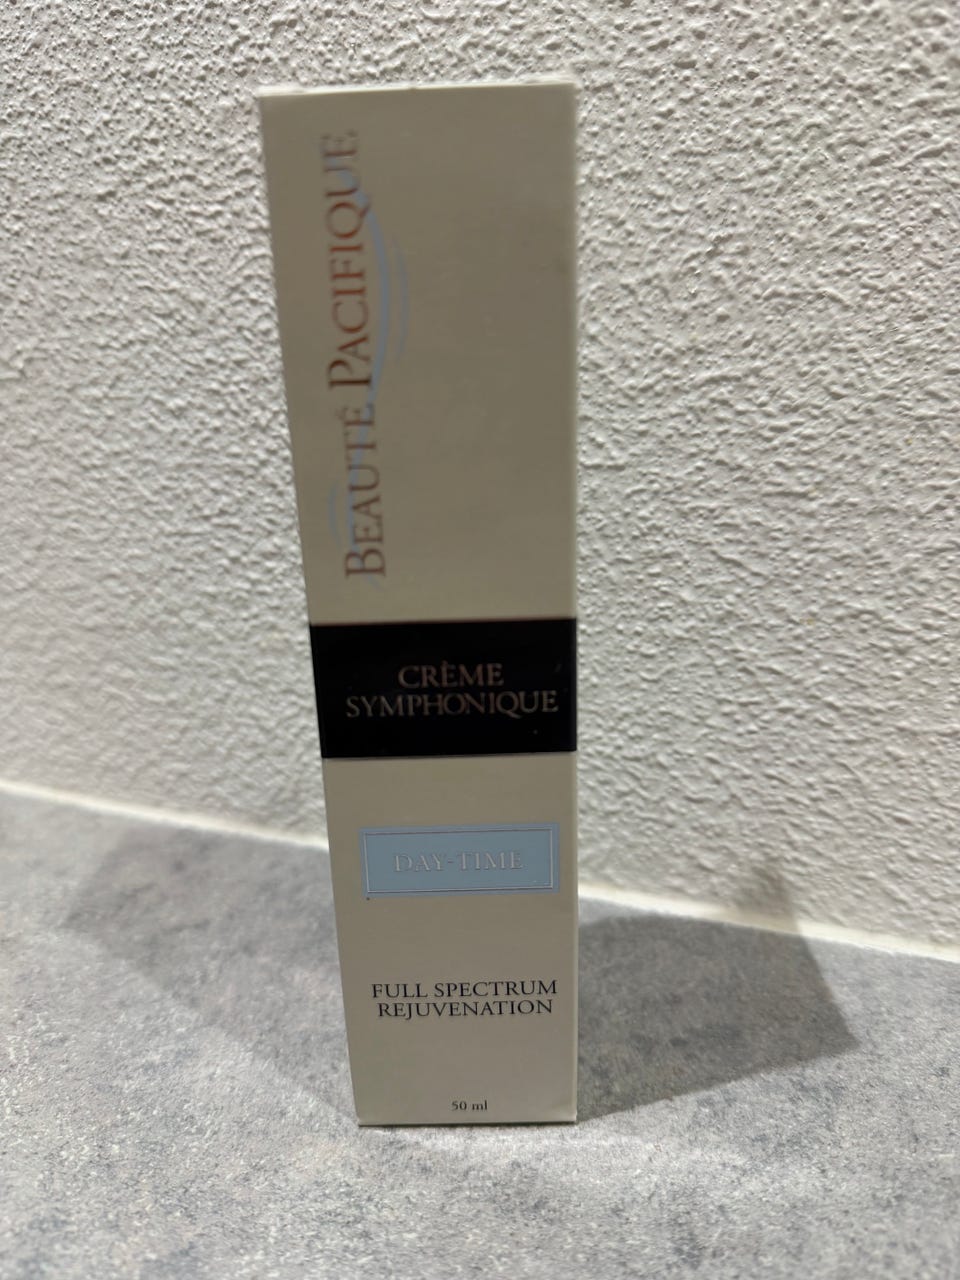 BEAUTÉ PACIFIQUE
CRÈME
SYMPHONIQUE
DAY-TIME
FULL SPECTRUM
REJUVENATION
50 ml